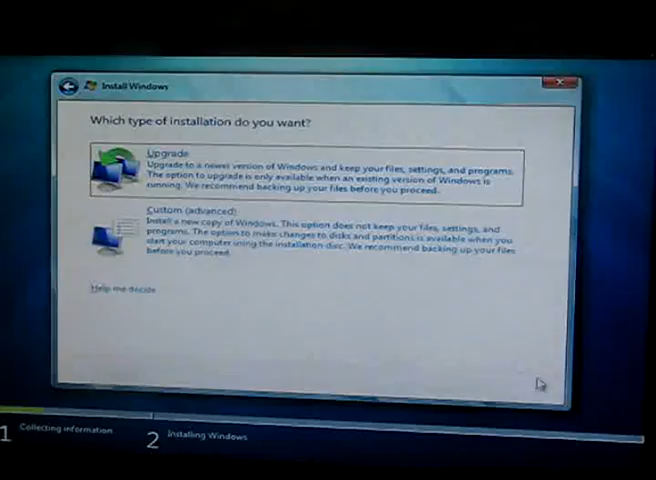 Install Windows
Which type of installation do you want?
Upgrade
Upgrade to a newer version of Windows and keep your files, settings, and programs.
The option to upgrade is only available when an existing version of Windows is
running. We recommend backing up your files before you proceed.
Custom (advanced)
Install a new copy of Windows. This option does not keep your files, settings, and
programs. The option to make changes to disks and partitions is available when you
start your computer using the installation disc. We recommend backing up your files
before you proceed.
Help me decide
1 Collecting information
2 Installing Windows